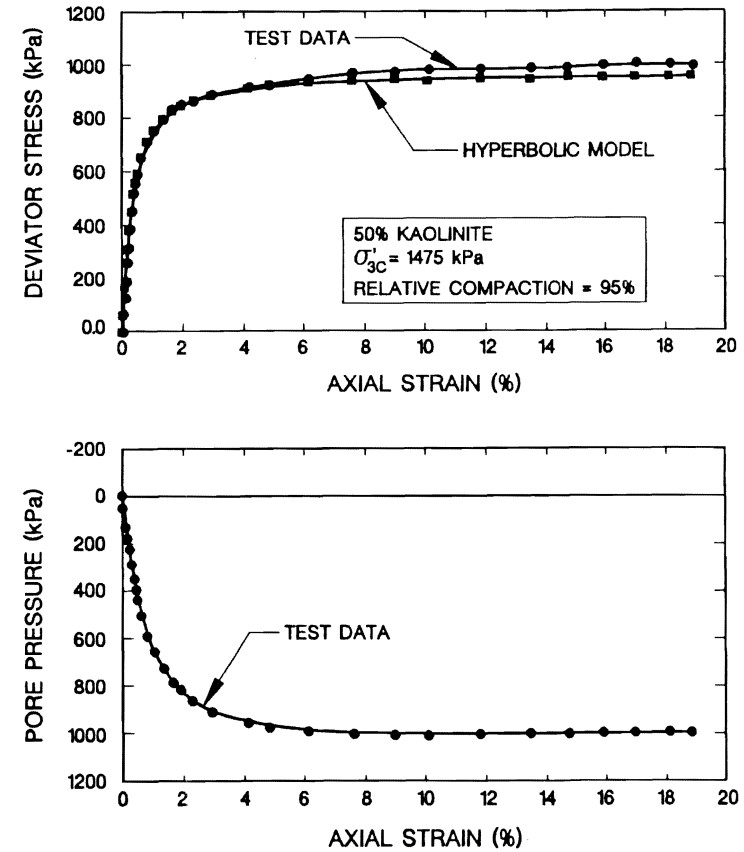 1200
1000
800
600
400
200
0.0
DEVIATOR STRESS (kPa)
TEST DATA
HYPERBOLIC MODEL
50% KAOLINITE
σ'3C = 1475 kPa
RELATIVE COMPACTION = 95%
0 2 4 6 8 10 12 14 16 18 20
AXIAL STRAIN (%)
-200
0
200
400
600
800
1000
1200
PORE PRESSURE (kPa)
TEST DATA
0 2 4 6 8 10 12 14 16 18 20
AXIAL STRAIN (%)